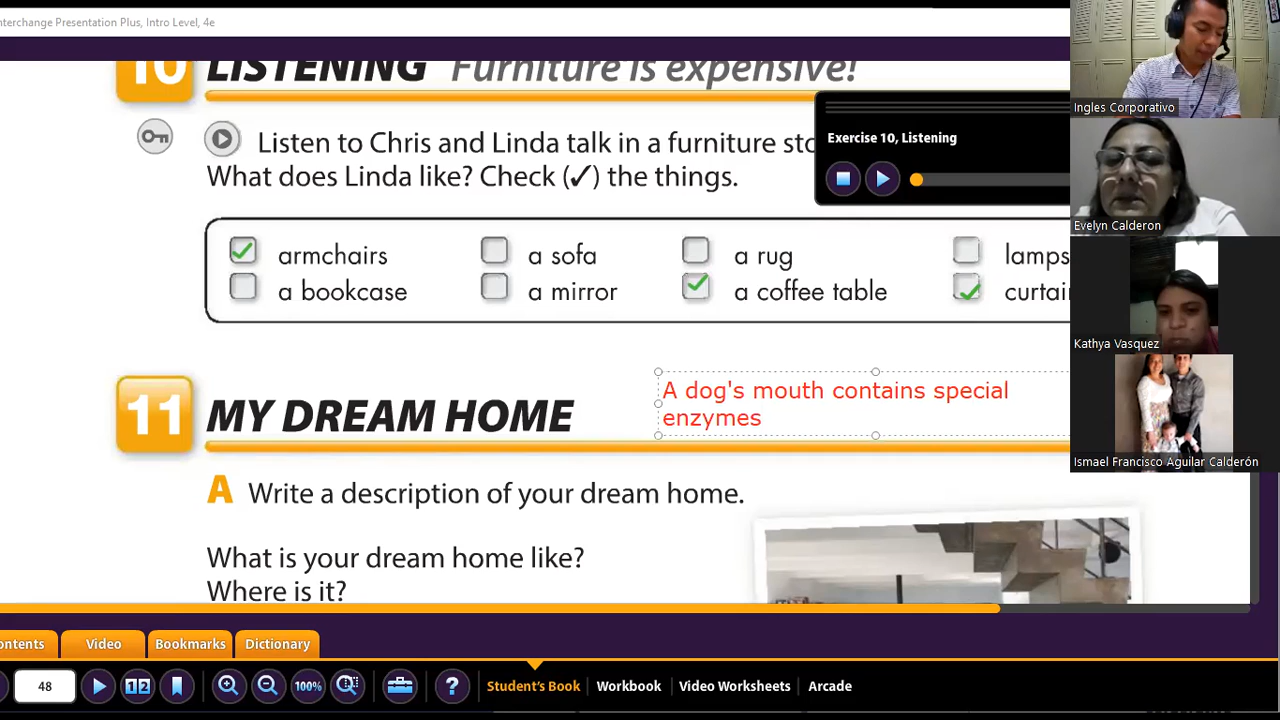 nterchange Presentation Plus, Intro Level, 4e
10 LISTENING Furniture is expensive!
Listen to Chris and Linda talk in a furniture sto
What does Linda like? Check (✓) the things.
Exercise 10, Listening
armchairs a sofa a rug lamps
a bookcase a mirror a coffee table curtain
11 MY DREAM HOME
A dog's mouth contains special
enzymes
A Write a description of your dream home.
What is your dream home like?
Where is it?
Ingles Corporativo
Evelyn Calderon
Kathya Vasquez
Ismael Francisco Aguilar Calderón
ontents Video Bookmarks Dictionary
48 1 2 100% ? Student's Book Workbook Video Worksheets Arcade